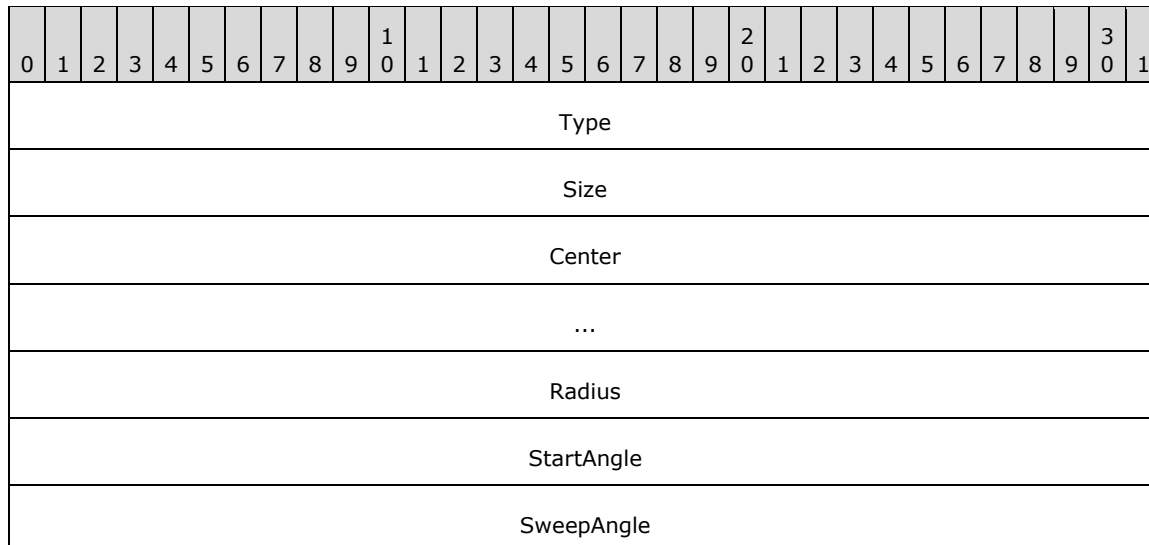 1 2 3
0 1 2 3 4 5 6 7 8 9 0 1 2 3 4 5 6 7 8 9 0 1 2 3 4 5 6 7 8 9 0 1
Type
Size
Center
...
Radius
StartAngle
SweepAngle